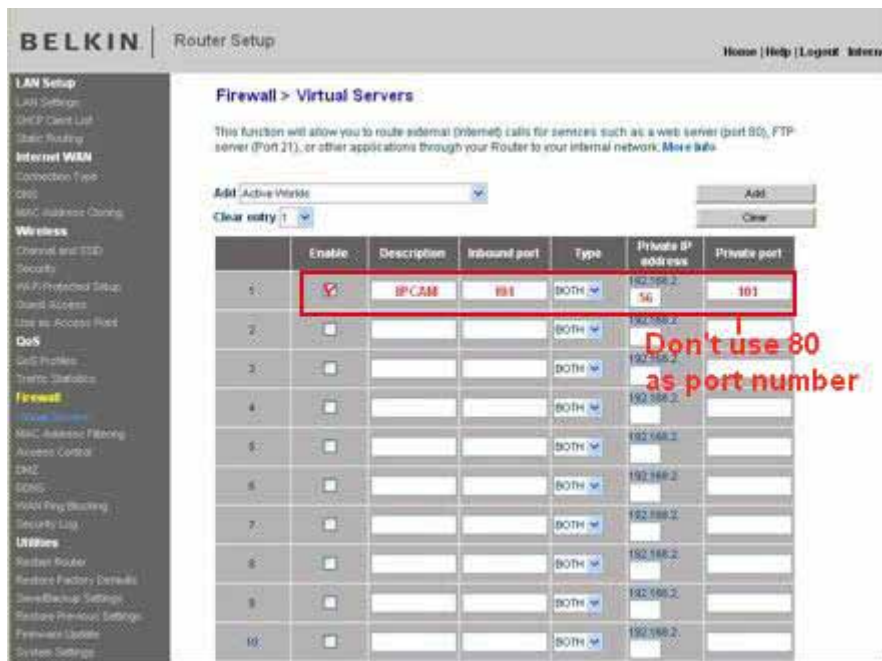 BELKIN | Router Setup
Home | Help | Logout Intern
LAN Setup
LAN Settings
DHCP Client List
Static Routing
Internet WAN
Connection Type
DNS
MAC Address Cloning
Wireless
Channel and SSID
Security
Wi-Fi Protected Setup
Guest Access
Use as Access Point
QoS
QoS Profiles
Traffic Statistics
Firewall
Virtual Servers
MAC Address Filtering
Access Control
DMZ
DDNS
WAN Ping Blocking
Security Log
Utilities
Restart Router
Restore Factory Defaults
Save/Backup Settings
Restore Previous Settings
Firmware Update
System Settings
Firewall > Virtual Servers
This function will allow you to route external (Internet) calls for services such as a web server (port 80), FTP
server (Port 21), or other applications through your Router to your internal network. More Info
Add Active Worlds Add
Clear entry 1 Clear
Enable Description Inbound port Type Private IP address Private port
1 IPCAM 101 BOTH 192.168.2. 56 101
2 BOTH 192.168.2.
Don't use 80
as port number
3 BOTH 192.168.2.
4 BOTH 192.168.2.
5 BOTH 192.168.2.
6 BOTH 192.168.2.
7 BOTH 192.168.2.
8 BOTH 192.168.2.
9 BOTH 192.168.2.
10 BOTH 192.168.2.